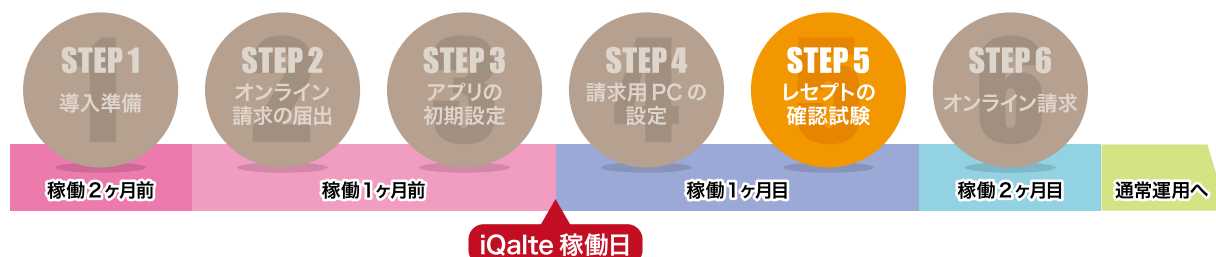 STEP 1
導入準備
STEP 2
オンライン
請求の届出
STEP 3
アプリの
初期設定
STEP 4
請求用PCの
設定
STEP 5
レセプトの
確認試験
STEP 6
オンライン請求
稼働2ヶ月前
稼働1ヶ月前
稼働1ヶ月目
稼働2ヶ月目
通常運用へ
iQalte 稼働日